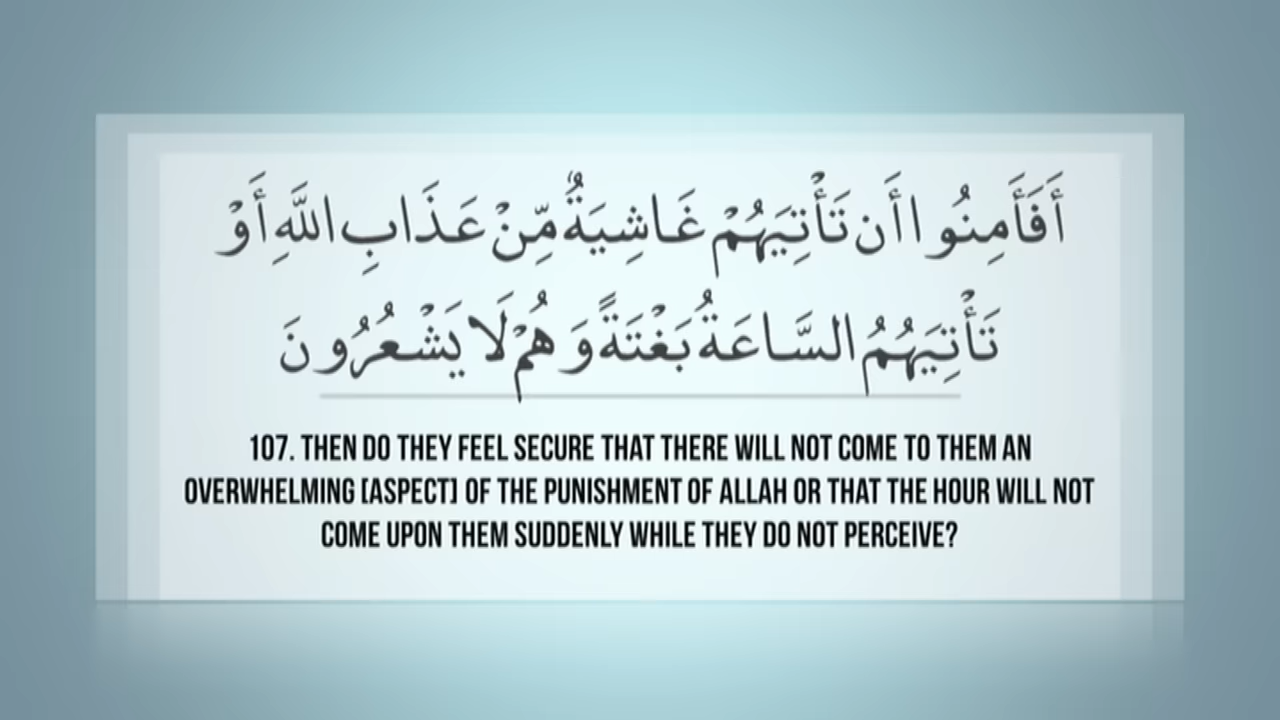 أَفَأَمِنُوا أَن تَأْتِيَهُمْ غَاشِيَةٌ مِّنْ عَذَابِ اللَّهِ أَوْ
تَأْتِيَهُمُ السَّاعَةُ بَغْتَةً وَهُمْ لَا يَشْعُرُونَ
107. THEN DO THEY FEEL SECURE THAT THERE WILL NOT COME TO THEM AN
OVERWHELMING [ASPECT] OF THE PUNISHMENT OF ALLAH OR THAT THE HOUR WILL NOT
COME UPON THEM SUDDENLY WHILE THEY DO NOT PERCEIVE?